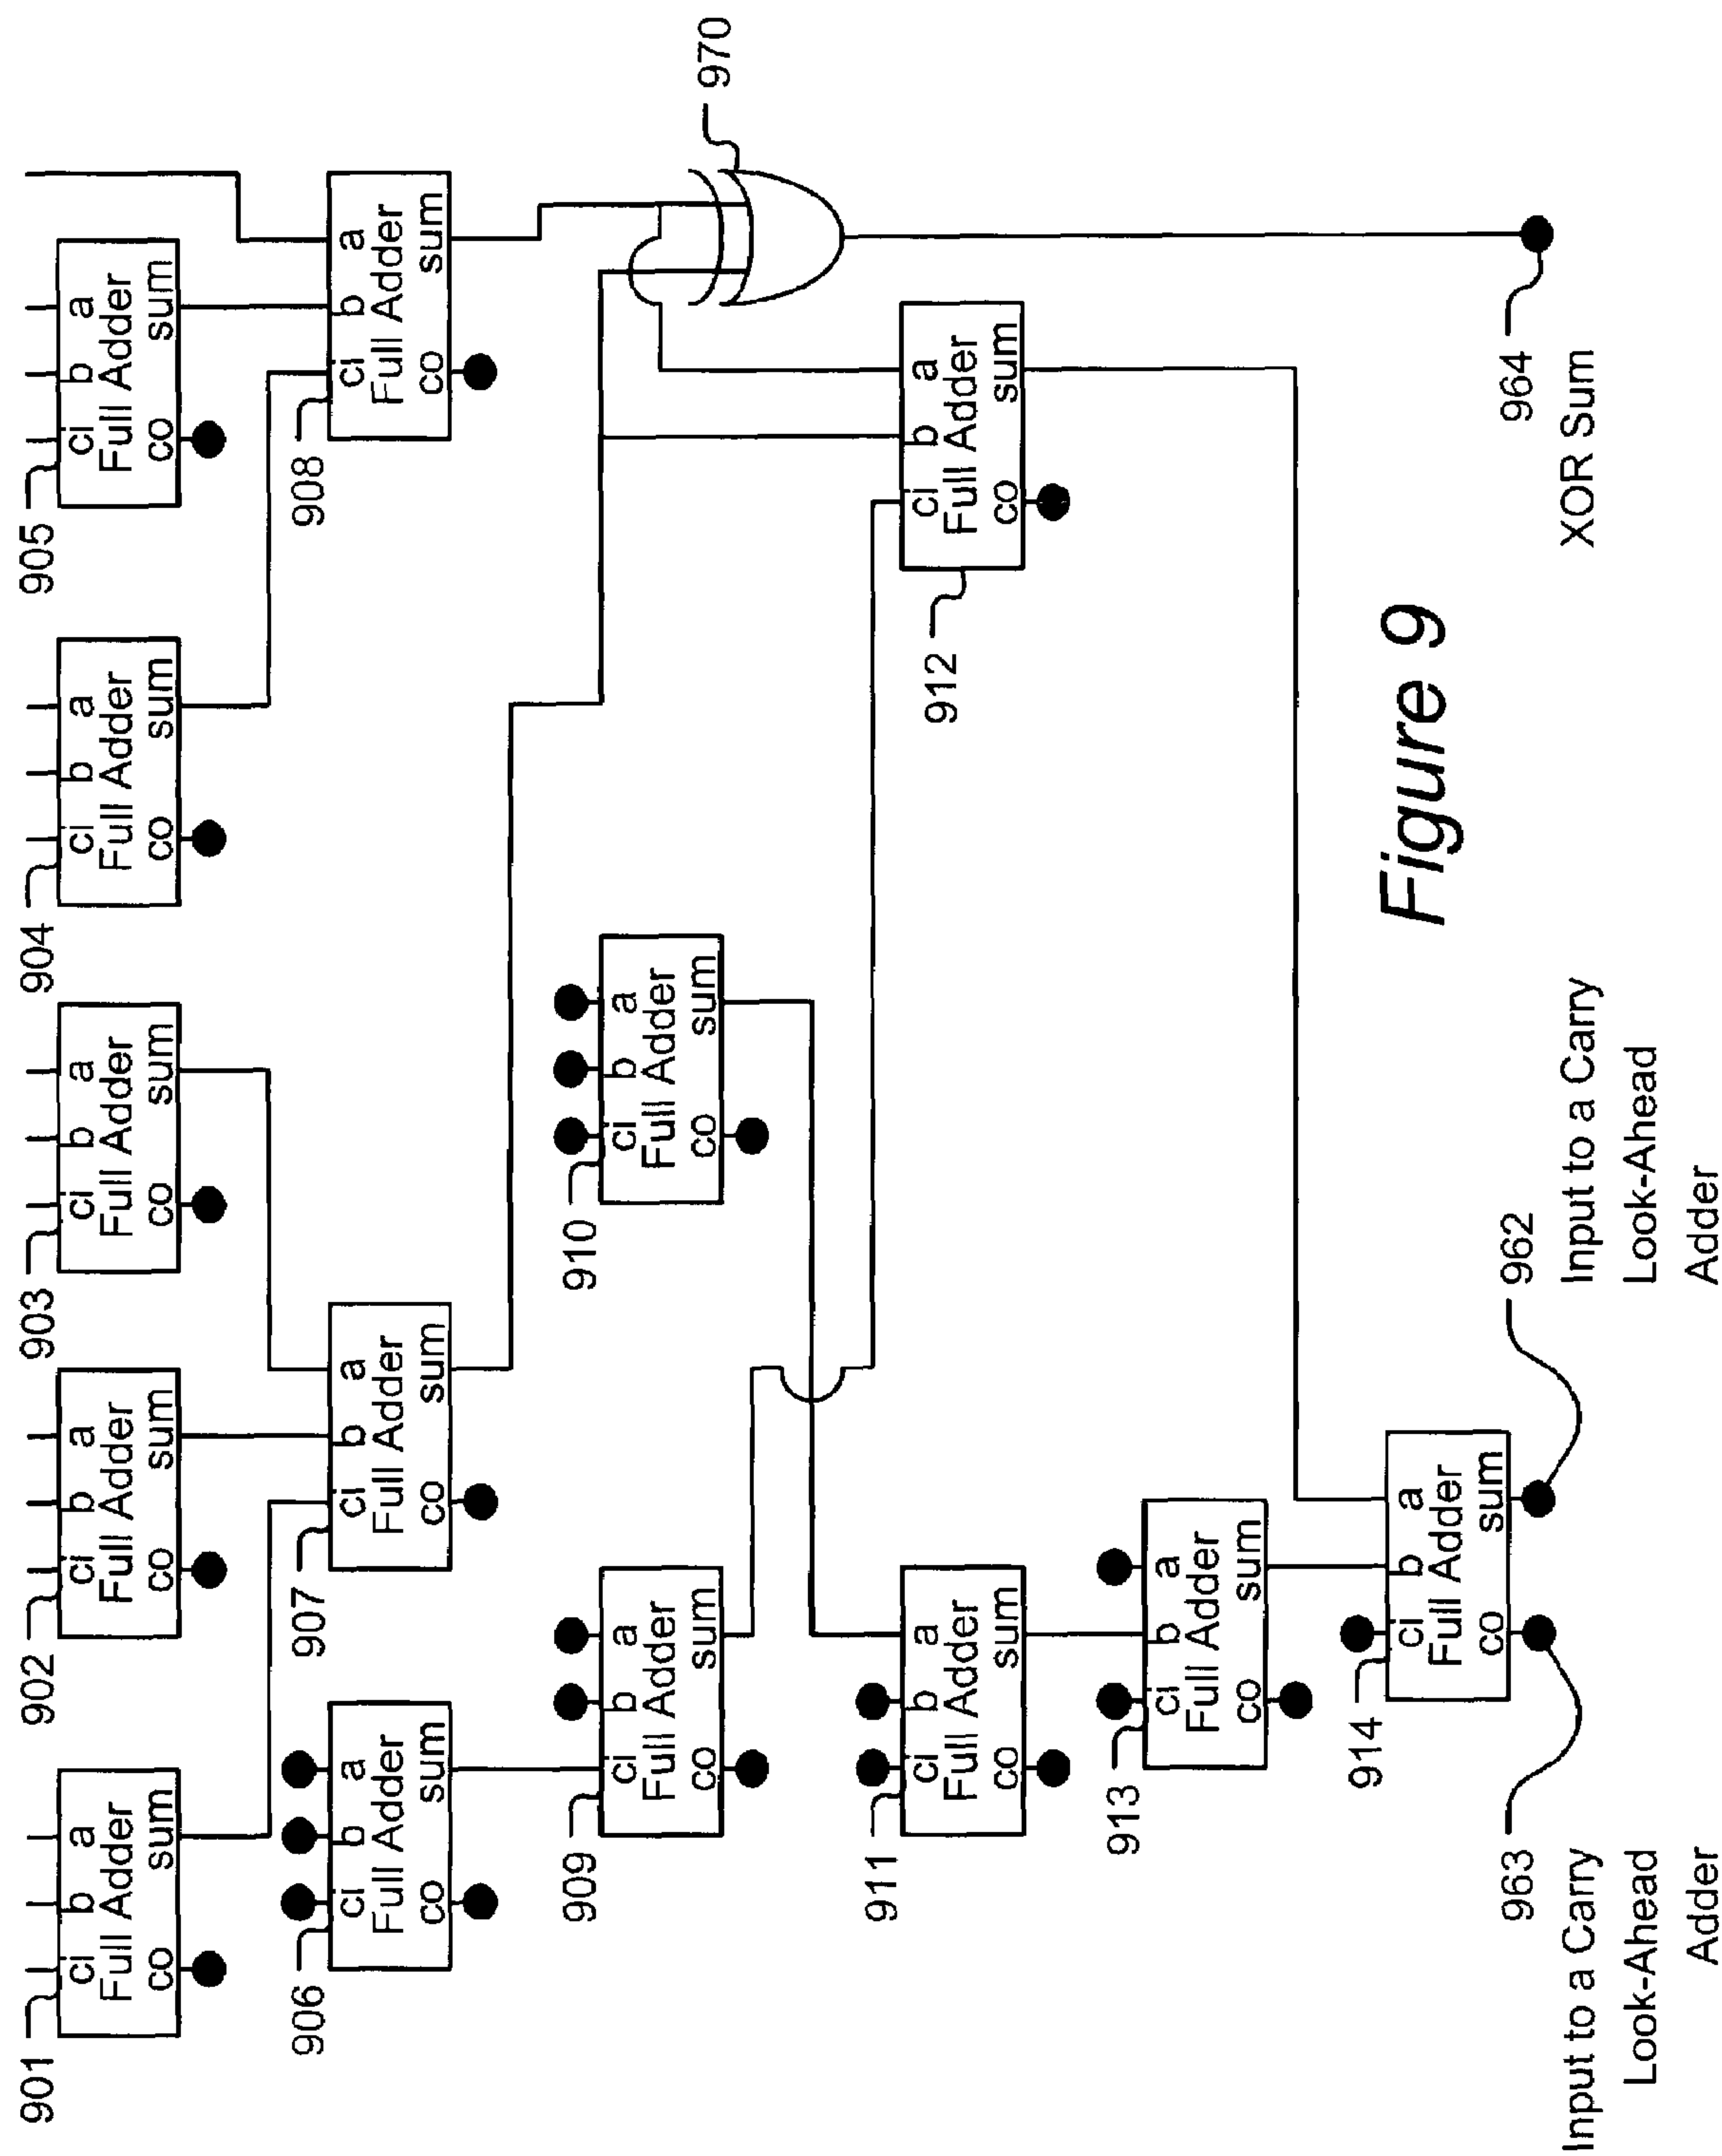 901
ci b a
Full Adder
co sum
902
ci b a
Full Adder
co sum
903
ci b a
Full Adder
co sum
904
ci b a
Full Adder
co sum
905
ci b a
Full Adder
co sum
906
ci b a
Full Adder
co sum
907
ci b a
Full Adder
co sum
908
ci b a
Full Adder
co sum
909
ci b a
Full Adder
co sum
910
ci b a
Full Adder
co sum
970
911
ci b a
Full Adder
co sum
912
ci b a
Full Adder
co sum
913
ci b a
Full Adder
co sum
914
ci b a
Full Adder
co sum
963
Input to a Carry
Look-Ahead
Adder
962
Input to a Carry
Look-Ahead
Adder
964
XOR Sum
Figure 9